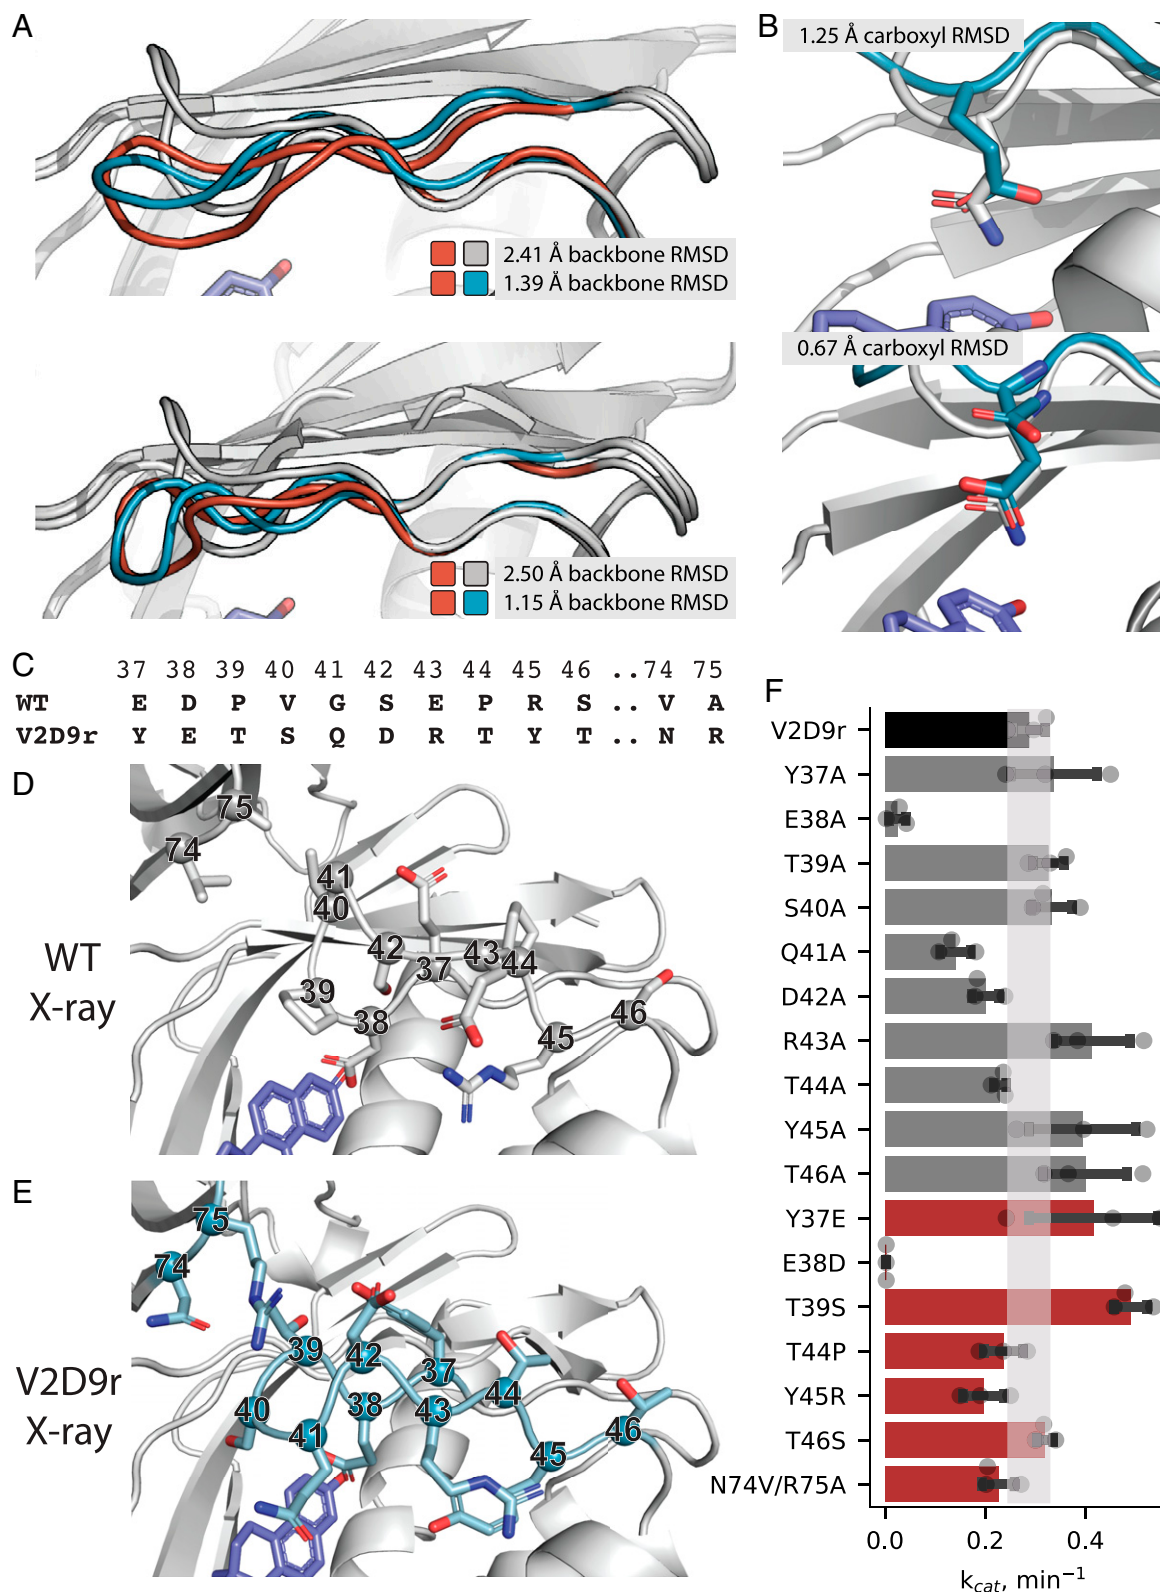 A
2.41 Å backbone RMSD
1.39 Å backbone RMSD
2.50 Å backbone RMSD
1.15 Å backbone RMSD
B
1.25 Å carboxyl RMSD
0.67 Å carboxyl RMSD
C
37 38 39 40 41 42 43 44 45 46 .. 74 75
WT E D P V G S E P R S .. V A
V2D9r Y E T S Q D R T Y T .. N R
D
WT
X-ray
75
74
41
40
42
43
37
44
39
38
46
45
E
V2D9r
X-ray
75
74
39
42
37
40
38
44
41
43
46
45
F
V2D9r
Y37A
E38A
T39A
S40A
Q41A
D42A
R43A
T44A
Y45A
T46A
Y37E
E38D
T39S
T44P
Y45R
T46S
N74V/R75A
0.0 0.2 0.4
kcat, min⁻¹